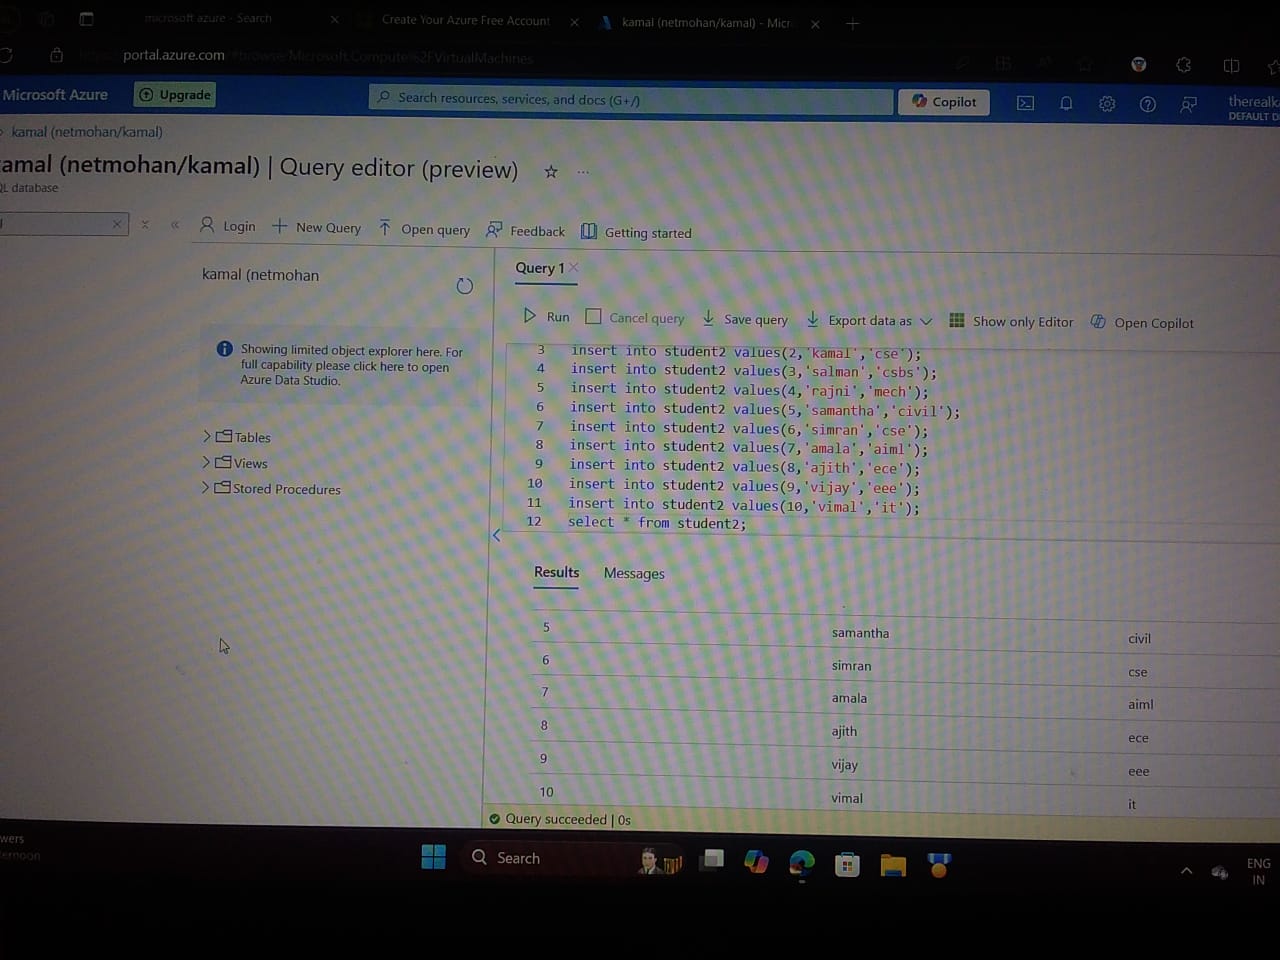 microsoft azure - Search
Create Your Azure Free Account
kamal (netmohan/kamal) - Micr
portal.azure.com/#browse/Microsoft.Compute%2FVirtualMachines
Microsoft Azure
Upgrade
Search resources, services, and docs (G+/)
Copilot
therealk
DEFAULT D
kamal (netmohan/kamal)
amal (netmohan/kamal) | Query editor (preview)
QL database
Login
New Query
Open query
Feedback
Getting started
kamal (netmohan
Showing limited object explorer here. For
full capability please click here to open
Azure Data Studio.
Tables
Views
Stored Procedures
Query 1
Run
Cancel query
Save query
Export data as
Show only Editor
Open Copilot
3 insert into student2 values(2,'kamal','cse');
4 insert into student2 values(3,'salman','csbs');
5 insert into student2 values(4,'rajni','mech');
6 insert into student2 values(5,'samantha','civil');
7 insert into student2 values(6,'simran','cse');
8 insert into student2 values(7,'amala','aiml');
9 insert into student2 values(8,'ajith','ece');
10 insert into student2 values(9,'vijay','eee');
11 insert into student2 values(10,'vimal','it');
12 select * from student2;
Results Messages
5 samantha civil
6 simran cse
7 amala aiml
8 ajith ece
9 vijay eee
10 vimal it
Query succeeded | 0s
wers
ernoon
Search
ENG
IN